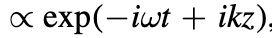 ∝ exp(−iωt + ikz),